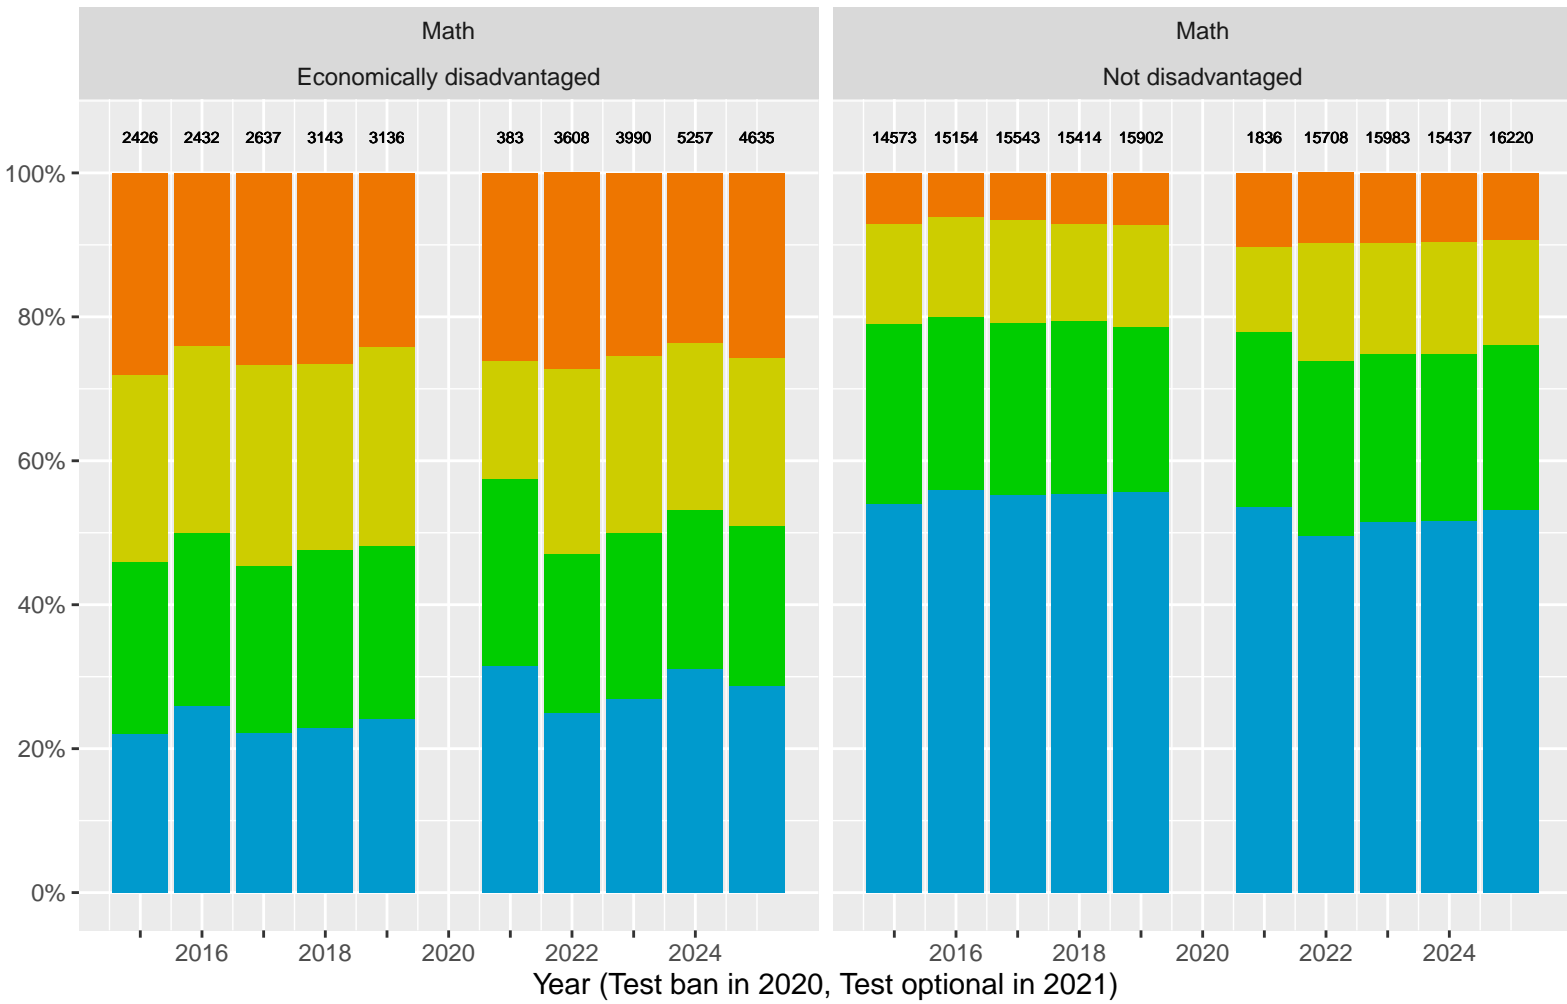 Math
Economically disadvantaged
Math
Not disadvantaged
2426 2432 2637 3143 3136 383 3608 3990 5257 4635
14573 15154 15543 15414 15902 1836 15708 15983 15437 16220
100%
80%
60%
40%
20%
0%
2016 2018 2020 2022 2024
2016 2018 2020 2022 2024
Year (Test ban in 2020, Test optional in 2021)